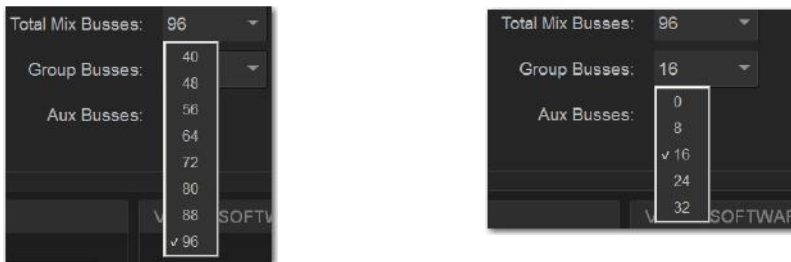 Total Mix Busses: 96
40
Group Busses:
48
Aux Busses: 56
64
72
80
88
SOFTW
✓ 96
Total Mix Busses: 96
Group Busses: 16
0
Aux Busses:
8
✓ 16
24
32
SOFTWAR